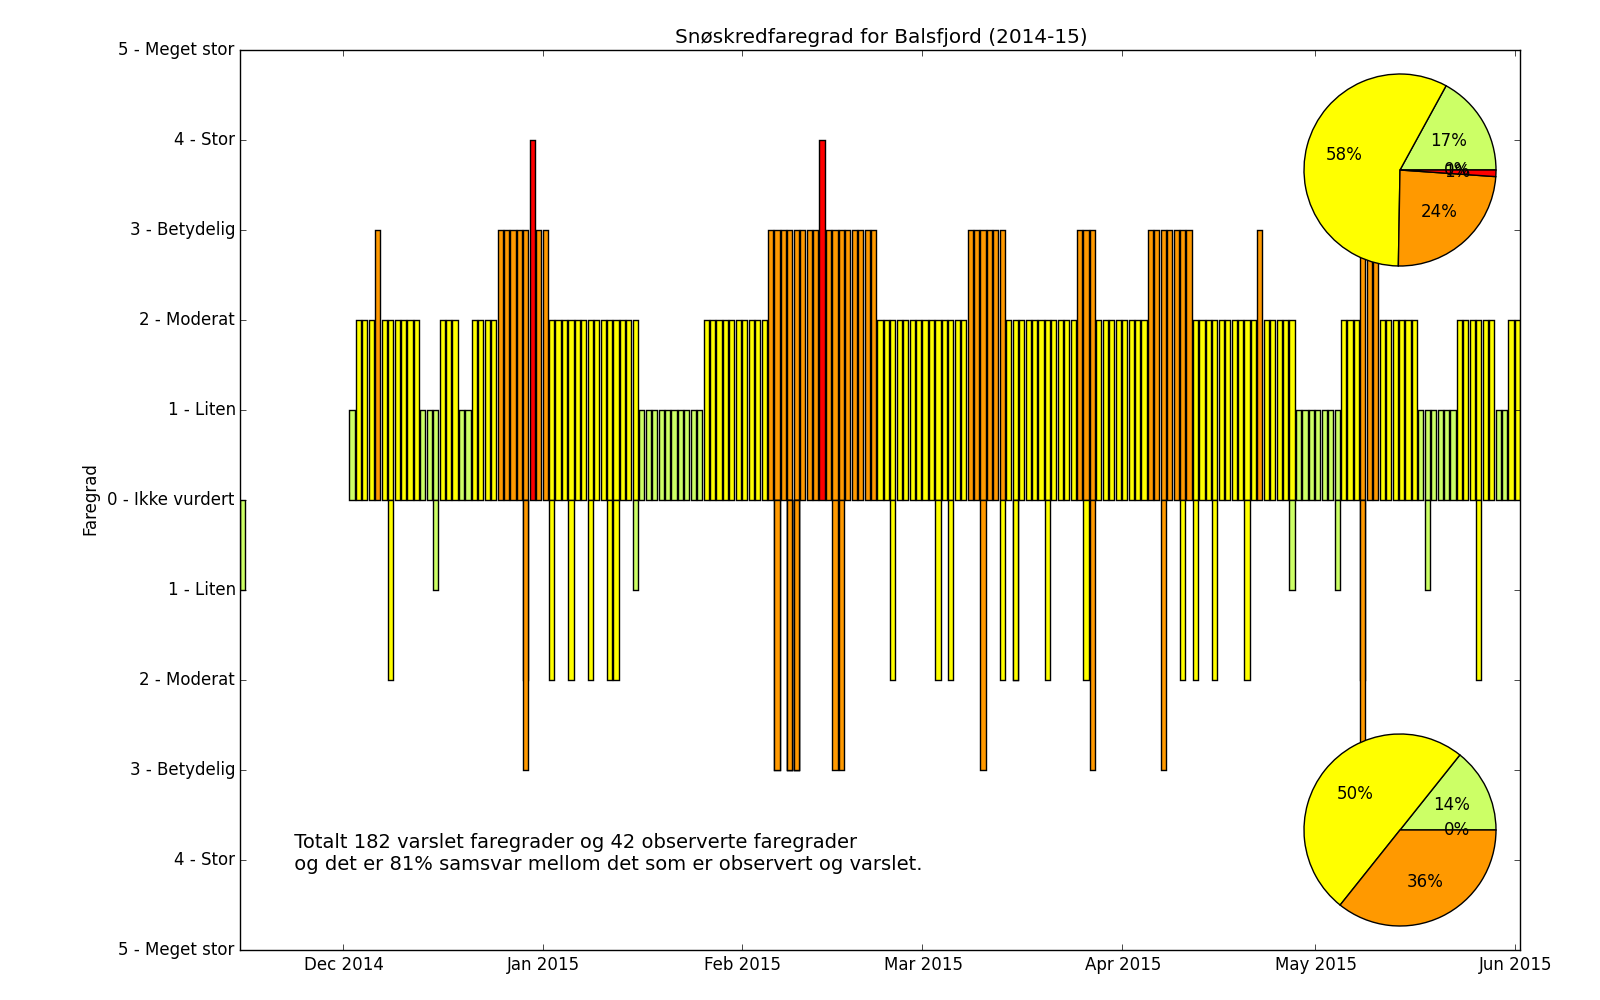 Snøskredfaregrad for Balsfjord (2014-15)
5 - Meget stor
4 - Stor
3 - Betydelig
2 - Moderat
1 - Liten
0 - Ikke vurdert
1 - Liten
2 - Moderat
3 - Betydelig
4 - Stor
5 - Meget stor
Faregrad
58%
17%
0%
1%
24%
50%
14%
0%
36%
Totalt 182 varslet faregrader og 42 observerte faregrader
og det er 81% samsvar mellom det som er observert og varslet.
Dec 2014
Jan 2015
Feb 2015
Mar 2015
Apr 2015
May 2015
Jun 2015